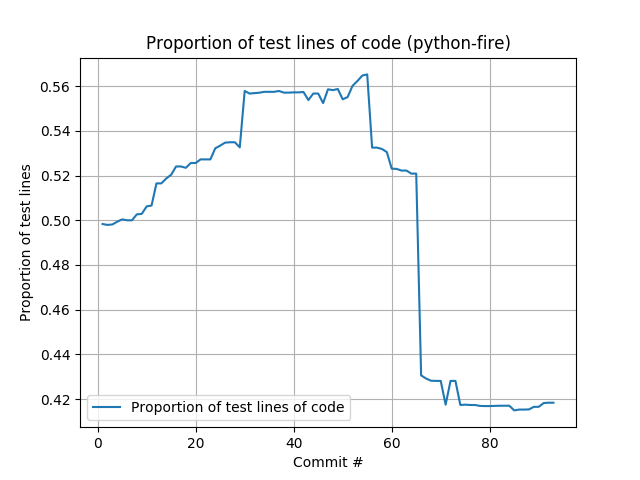 Proportion of test lines of code (python-fire)
Proportion of test lines
0.56
0.54
0.52
0.50
0.48
0.46
0.44
0.42
Proportion of test lines of code
0 20 40 60 80
Commit #